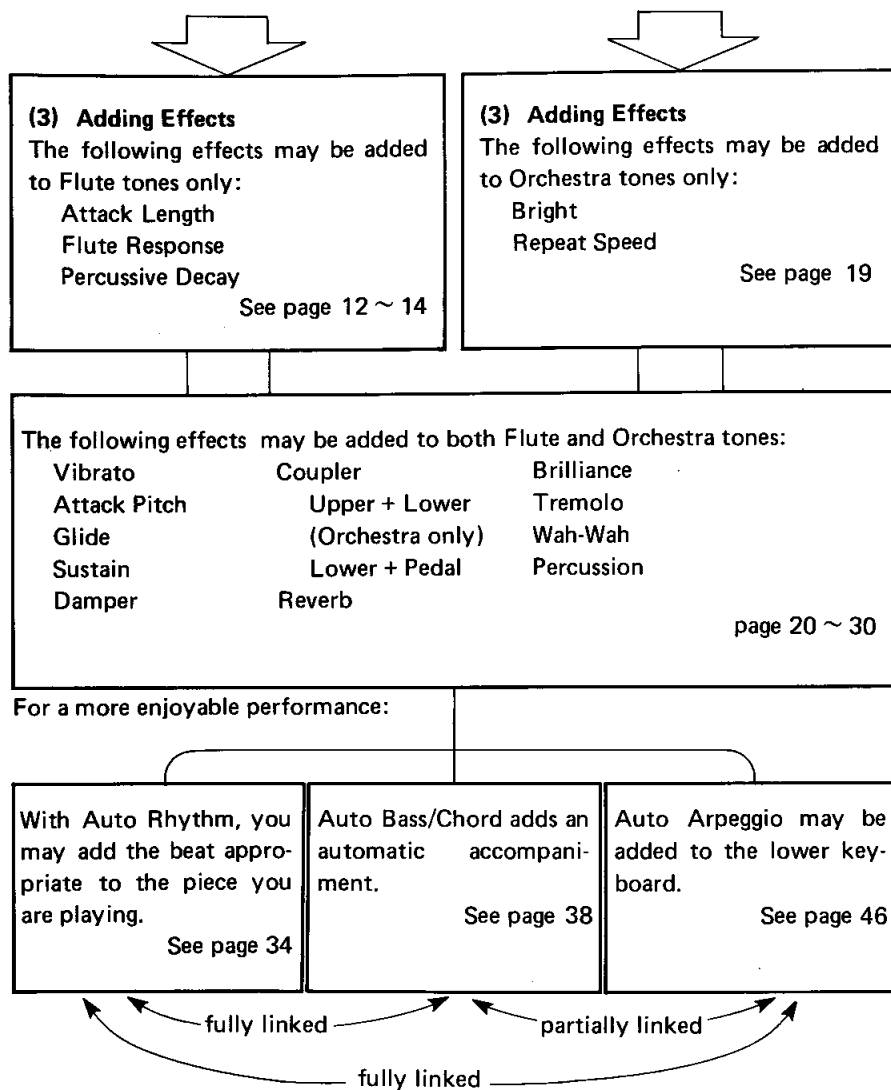 (3) Adding Effects
The following effects may be added
to Flute tones only:
Attack Length
Flute Response
Percussive Decay
See page 12 ~ 14
(3) Adding Effects
The following effects may be added
to Orchestra tones only:
Bright
Repeat Speed
See page 19
The following effects may be added to both Flute and Orchestra tones:
Vibrato
Attack Pitch
Glide
Sustain
Damper
Coupler
Upper + Lower
(Orchestra only)
Lower + Pedal
Reverb
Brilliance
Tremolo
Wah-Wah
Percussion
page 20 ~ 30
For a more enjoyable performance:
With Auto Rhythm, you
may add the beat appro-
priate to the piece you
are playing.
See page 34
Auto Bass/Chord adds an
automatic accompani-
ment.
See page 38
Auto Arpeggio may be
added to the lower key-
board.
See page 46
fully linked
partially linked
fully linked